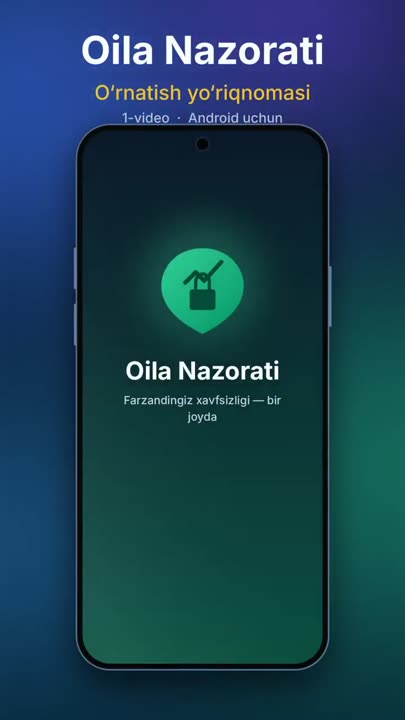 Oila Nazorati
Oʻrnatish yoʻriqnomasi
1-video · Android uchun
Oila Nazorati
Farzandingiz xavfsizligi — bir
joyda